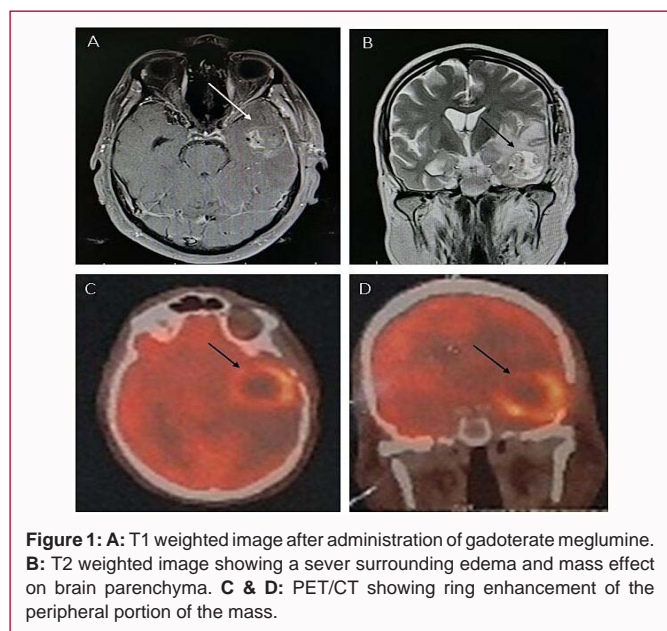 A
B
C
D
Figure 1: A: T1 weighted image after administration of gadoterate meglumine.
B: T2 weighted image showing a sever surrounding edema and mass effect
on brain parenchyma. C & D: PET/CT showing ring enhancement of the
peripheral portion of the mass.